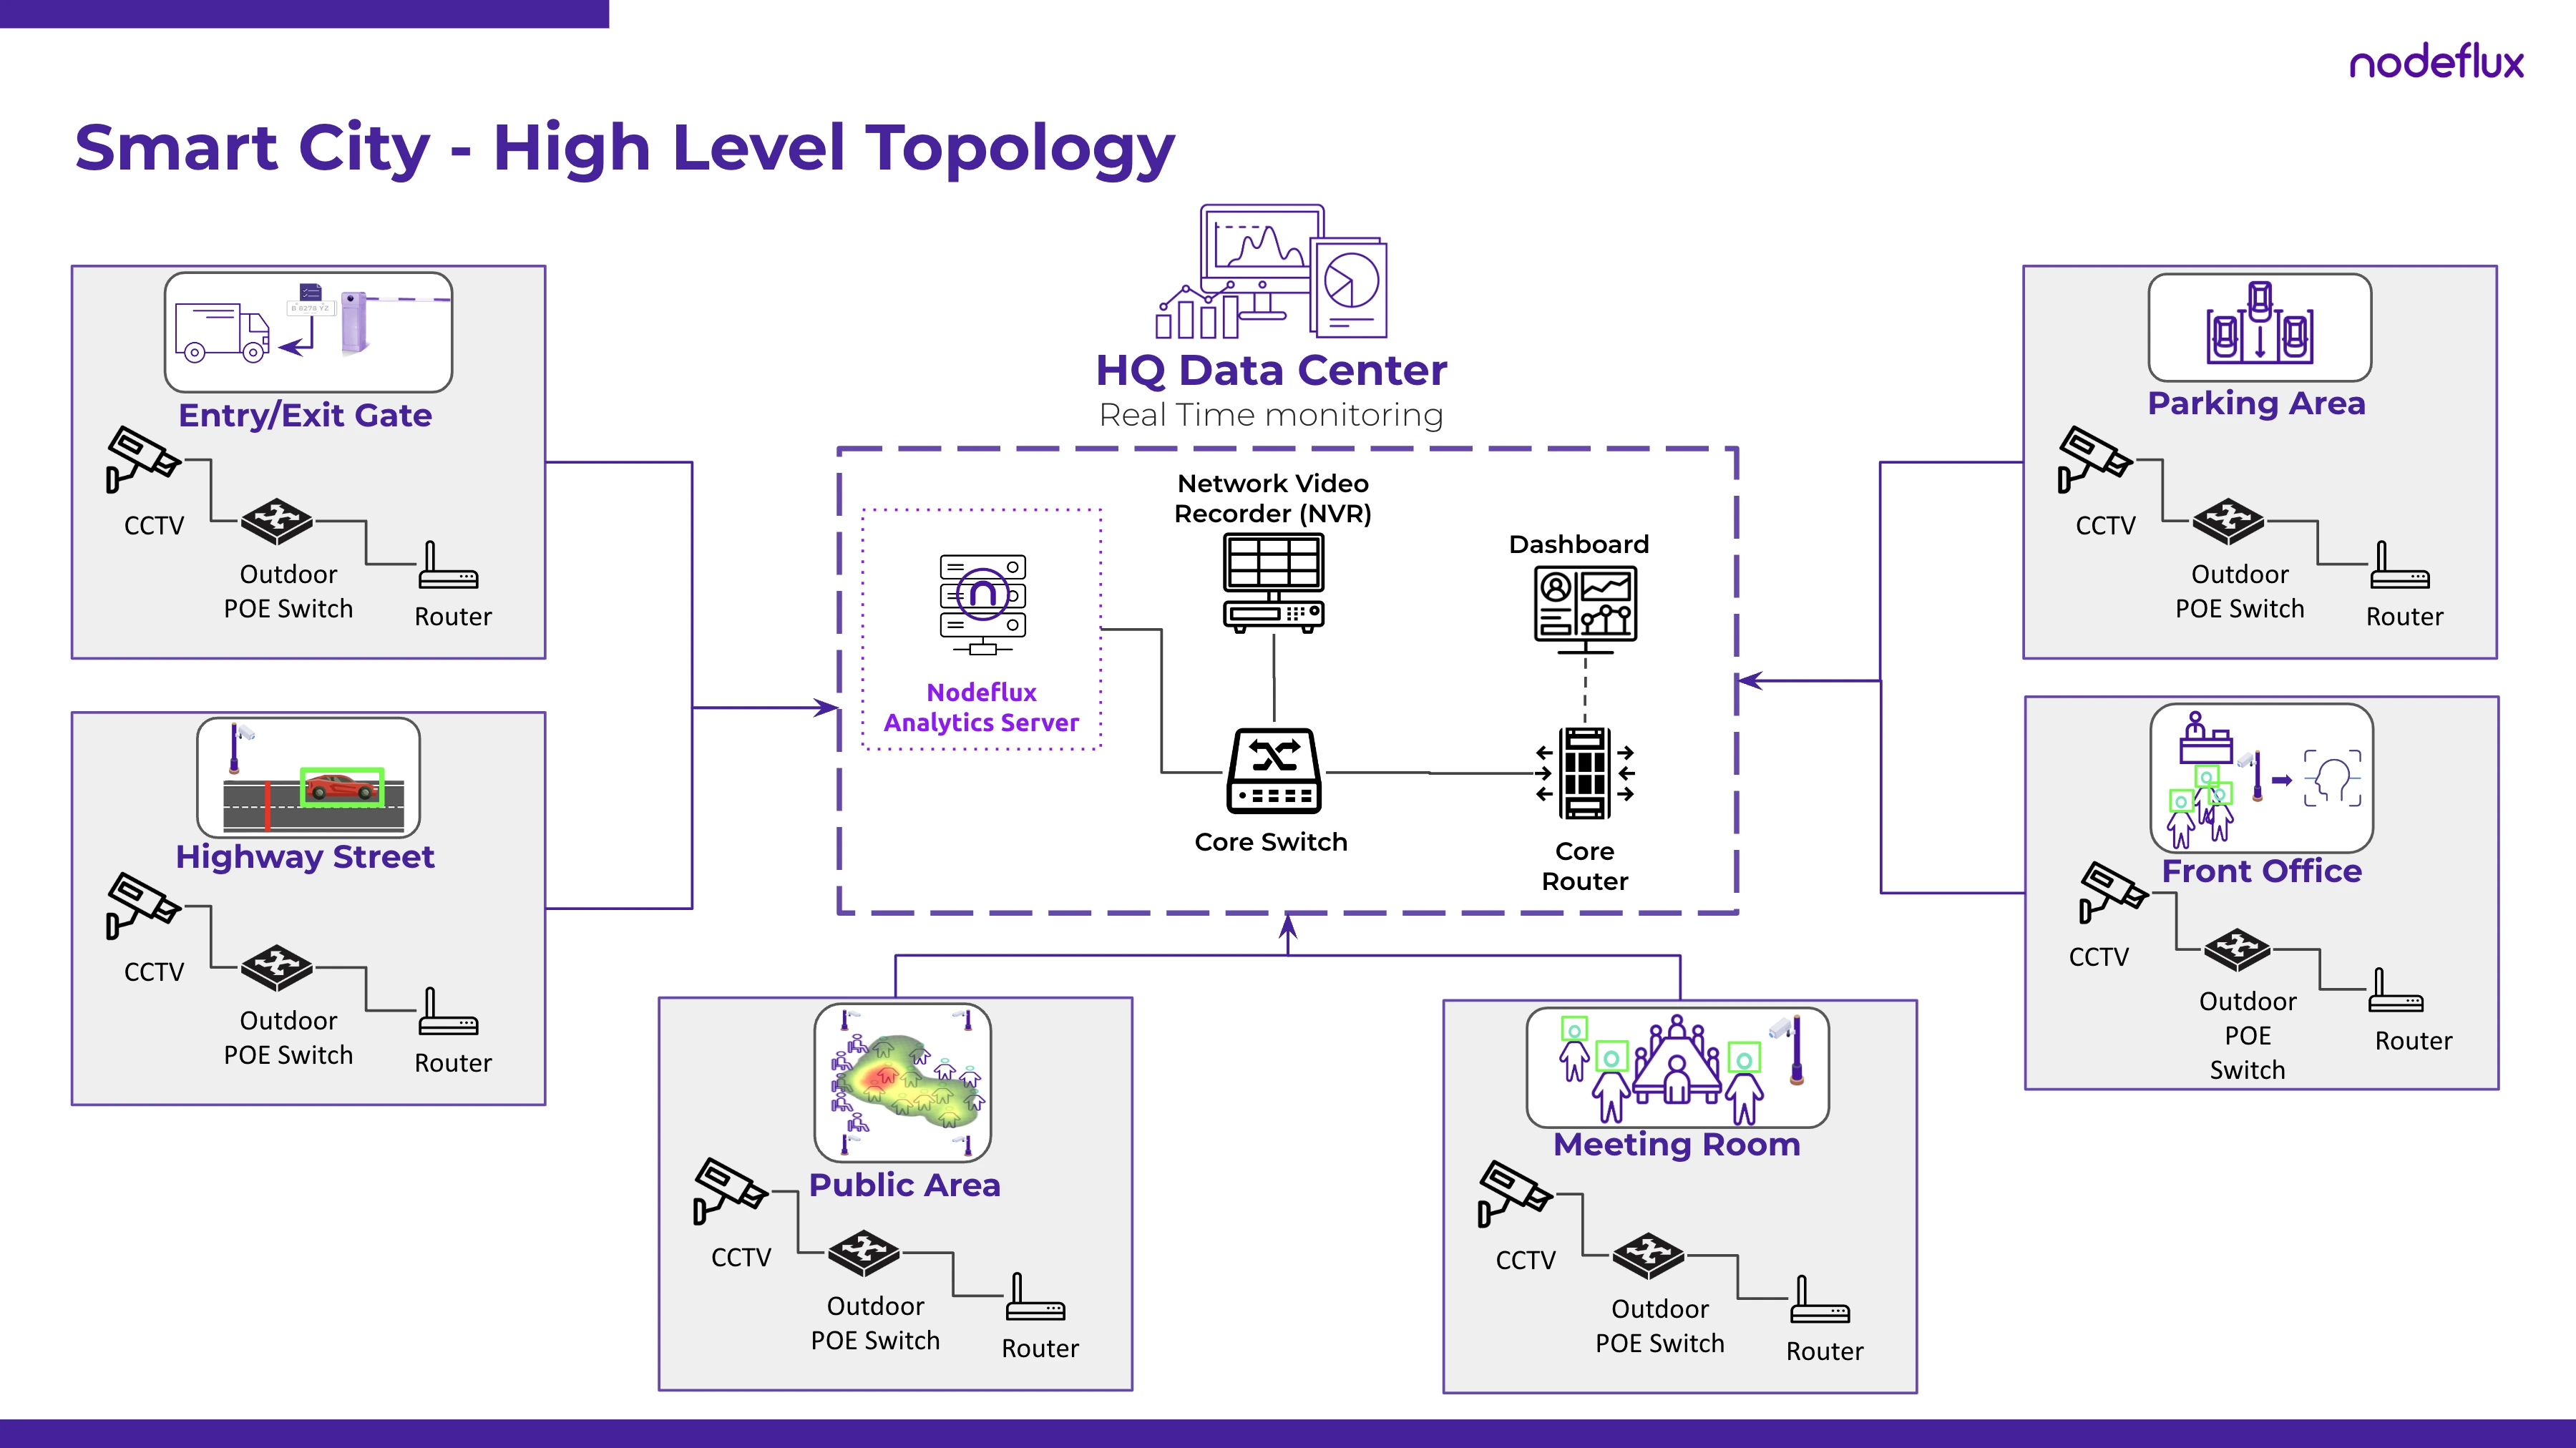 nodeflux
Smart City - High Level Topology
HQ Data Center
Real Time monitoring
B 8278 YZ
Entry/Exit Gate
CCTV
Outdoor
POE Switch
Router
Highway Street
CCTV
Outdoor
POE Switch
Router
Network Video
Recorder (NVR)
Dashboard
Nodeflux
Analytics Server
Core Switch
Core
Router
Parking Area
CCTV
Outdoor
POE Switch
Router
Front Office
CCTV
Outdoor
POE
Switch
Router
Public Area
CCTV
Outdoor
POE Switch
Router
Meeting Room
CCTV
Outdoor
POE Switch
Router